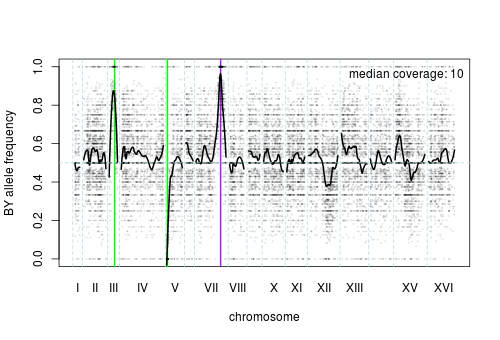 median coverage: 10
BY allele frequency
1.0
0.8
0.6
0.4
0.2
0.0
I II III IV V VII VIII X XI XII XIII XV XVI
chromosome